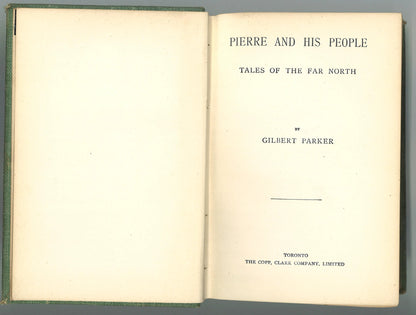 PIERRE AND HIS PEOPLE
TALES OF THE FAR NORTH
BY
GILBERT PARKER
TORONTO
THE COPP, CLARK COMPANY, LIMITED